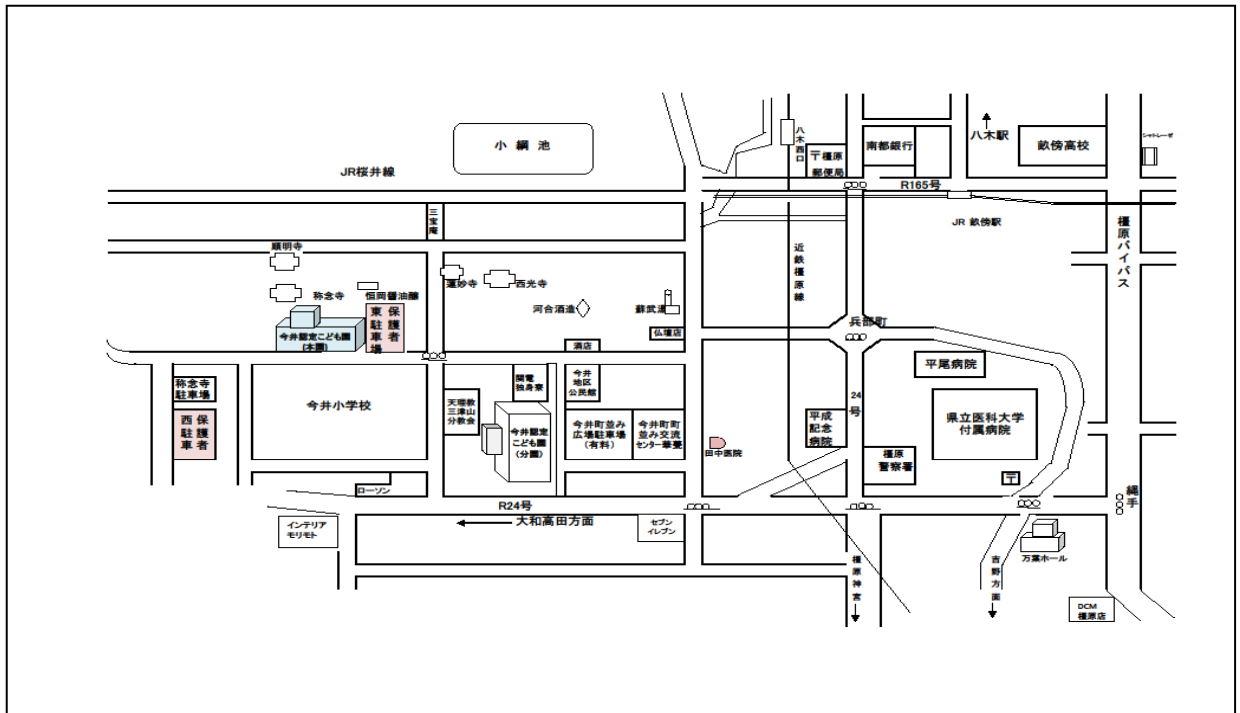 小綱池
JR桜井線
八木西口
〒橿原
郵便局
南都銀行
八木駅
畝傍高校
シャトレーゼ
R165号
三宝庵
JR 畝傍駅
橿原バイパス
順明寺
近鉄橿原線
称念寺
恒岡醤油醸
蓮妙寺
西光寺
河合酒造
蘇武湯
保護者
東駐車場
今井認定こども園
(本園)
仏壇店
酒店
兵部町
平尾病院
称念寺
駐車場
今井小学校
関電
独身寮
今井
地区
公民館
24号
県立医科大学
付属病院
保護者
西駐車
天理教
三津山
分教会
今井認定
こども園
(分園)
今井町並み
広場駐車場
(有料)
今井町町
並み交流
センター華甍
平成
記念
病院
田中医院
橿原
警察署
〒
ローソン
R24号
縄手
インテリア
モリモト
大和高田方面
セブン
イレブン
橿原神宮
吉野方面
万葉ホール
DCM
橿原店